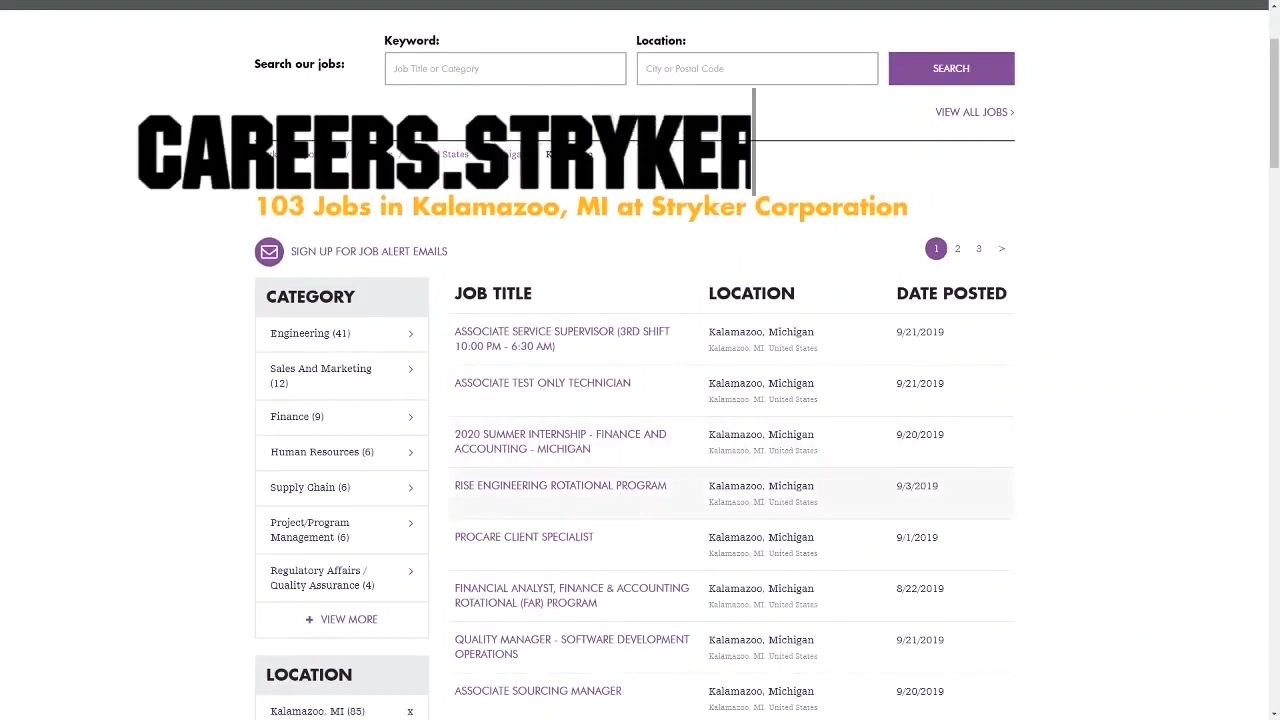 Keyword:
Location:
Search our jobs:
Job Title or Category
City or Postal Code
SEARCH
VIEW ALL JOBS >
CAREERS.STRYKER
103 Jobs in Kalamazoo, MI at Stryker Corporation
SIGN UP FOR JOB ALERT EMAILS
1 2 3 >
CATEGORY
Engineering (41)
Sales And Marketing
(12)
Finance (9)
Human Resources (6)
Supply Chain (6)
Project/Program
Management (6)
Regulatory Affairs /
Quality Assurance (4)
+ VIEW MORE
LOCATION
Kalamazoo, MI (85) x
JOB TITLE LOCATION DATE POSTED
ASSOCIATE SERVICE SUPERVISOR (3RD SHIFT
10:00 PM - 6:30 AM)
Kalamazoo, Michigan
Kalamazoo, MI, United States
9/21/2019
ASSOCIATE TEST ONLY TECHNICIAN
Kalamazoo, Michigan
Kalamazoo, MI, United States
9/21/2019
2020 SUMMER INTERNSHIP - FINANCE AND
ACCOUNTING - MICHIGAN
Kalamazoo, Michigan
Kalamazoo, MI, United States
9/20/2019
RISE ENGINEERING ROTATIONAL PROGRAM
Kalamazoo, Michigan
Kalamazoo, MI, United States
9/3/2019
PROCARE CLIENT SPECIALIST
Kalamazoo, Michigan
Kalamazoo, MI, United States
9/1/2019
FINANCIAL ANALYST, FINANCE & ACCOUNTING
ROTATIONAL (FAR) PROGRAM
Kalamazoo, Michigan
Kalamazoo, MI, United States
8/22/2019
QUALITY MANAGER - SOFTWARE DEVELOPMENT
OPERATIONS
Kalamazoo, Michigan
Kalamazoo, MI, United States
9/21/2019
ASSOCIATE SOURCING MANAGER
Kalamazoo, Michigan
Kalamazoo, MI, United States
9/20/2019